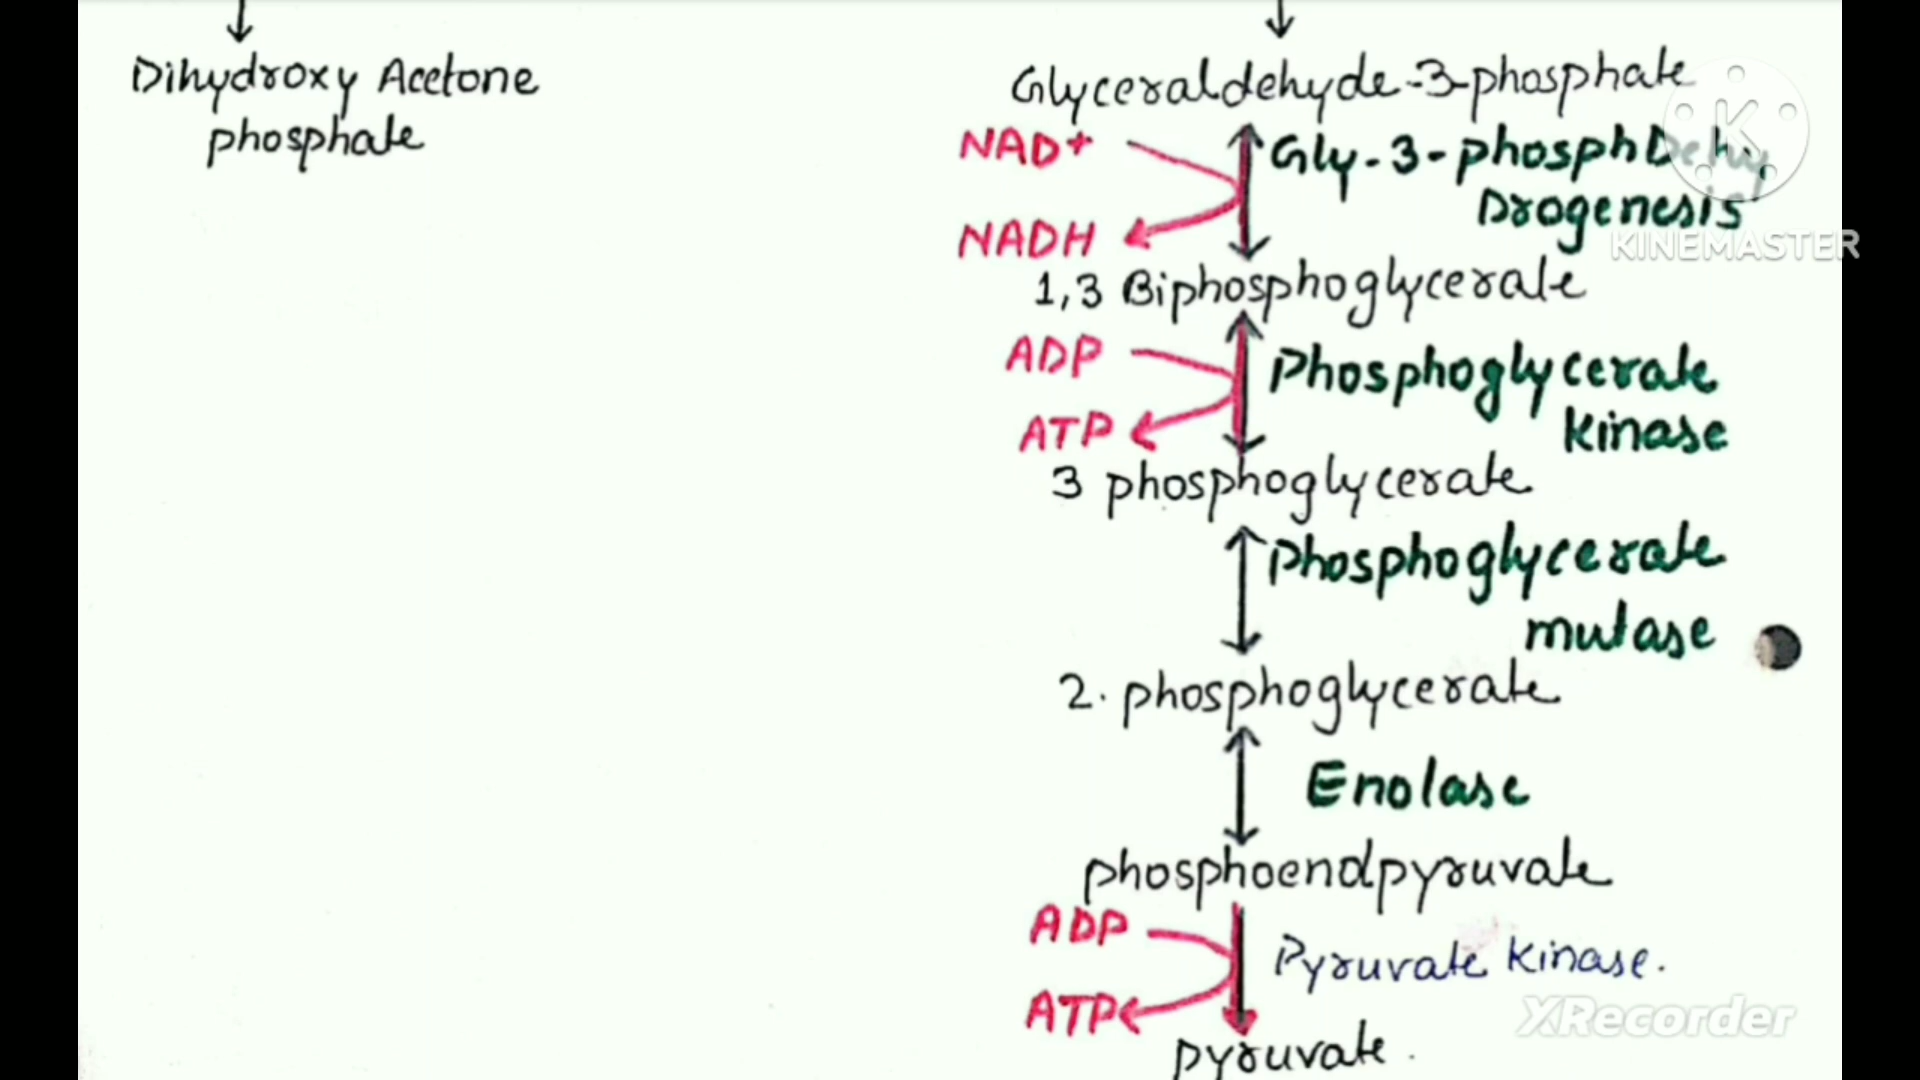 Dihydroxy Acetone
phosphate
Glyceraldehyde-3-phosphate
NAD+
Gly-3-phosphDehy
Drogenesis
NADH
KINEMASTER
1,3 Biphosphoglycerate
ADP
Phosphoglycerate
kinase
ATP
3 phosphoglycerate
Phosphoglycerate
mutase
2. phosphoglycerate
Enolase
phosphoendpyruvate
ADP
Pyruvate kinase.
ATP
XRecorder
pyruvate.